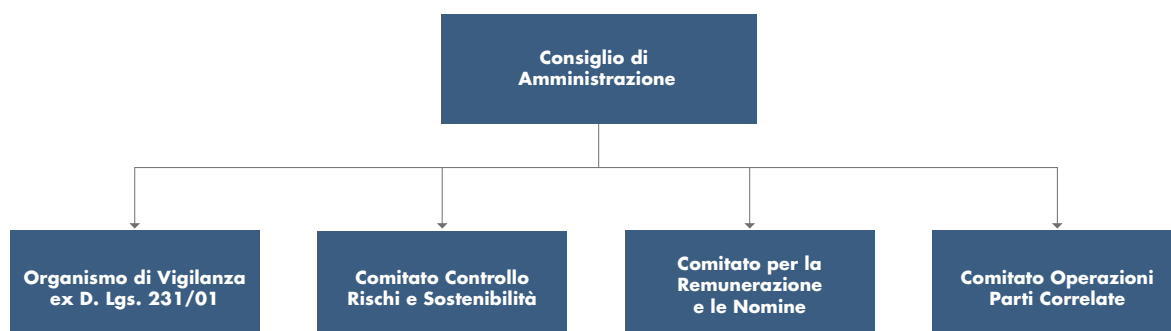 Consiglio di
Amministrazione
Organismo di Vigilanza
ex D. Lgs. 231/01
Comitato Controllo
Rischi e Sostenibilità
Comitato per la
Remunerazione
e le Nomine
Comitato Operazioni
Parti Correlate